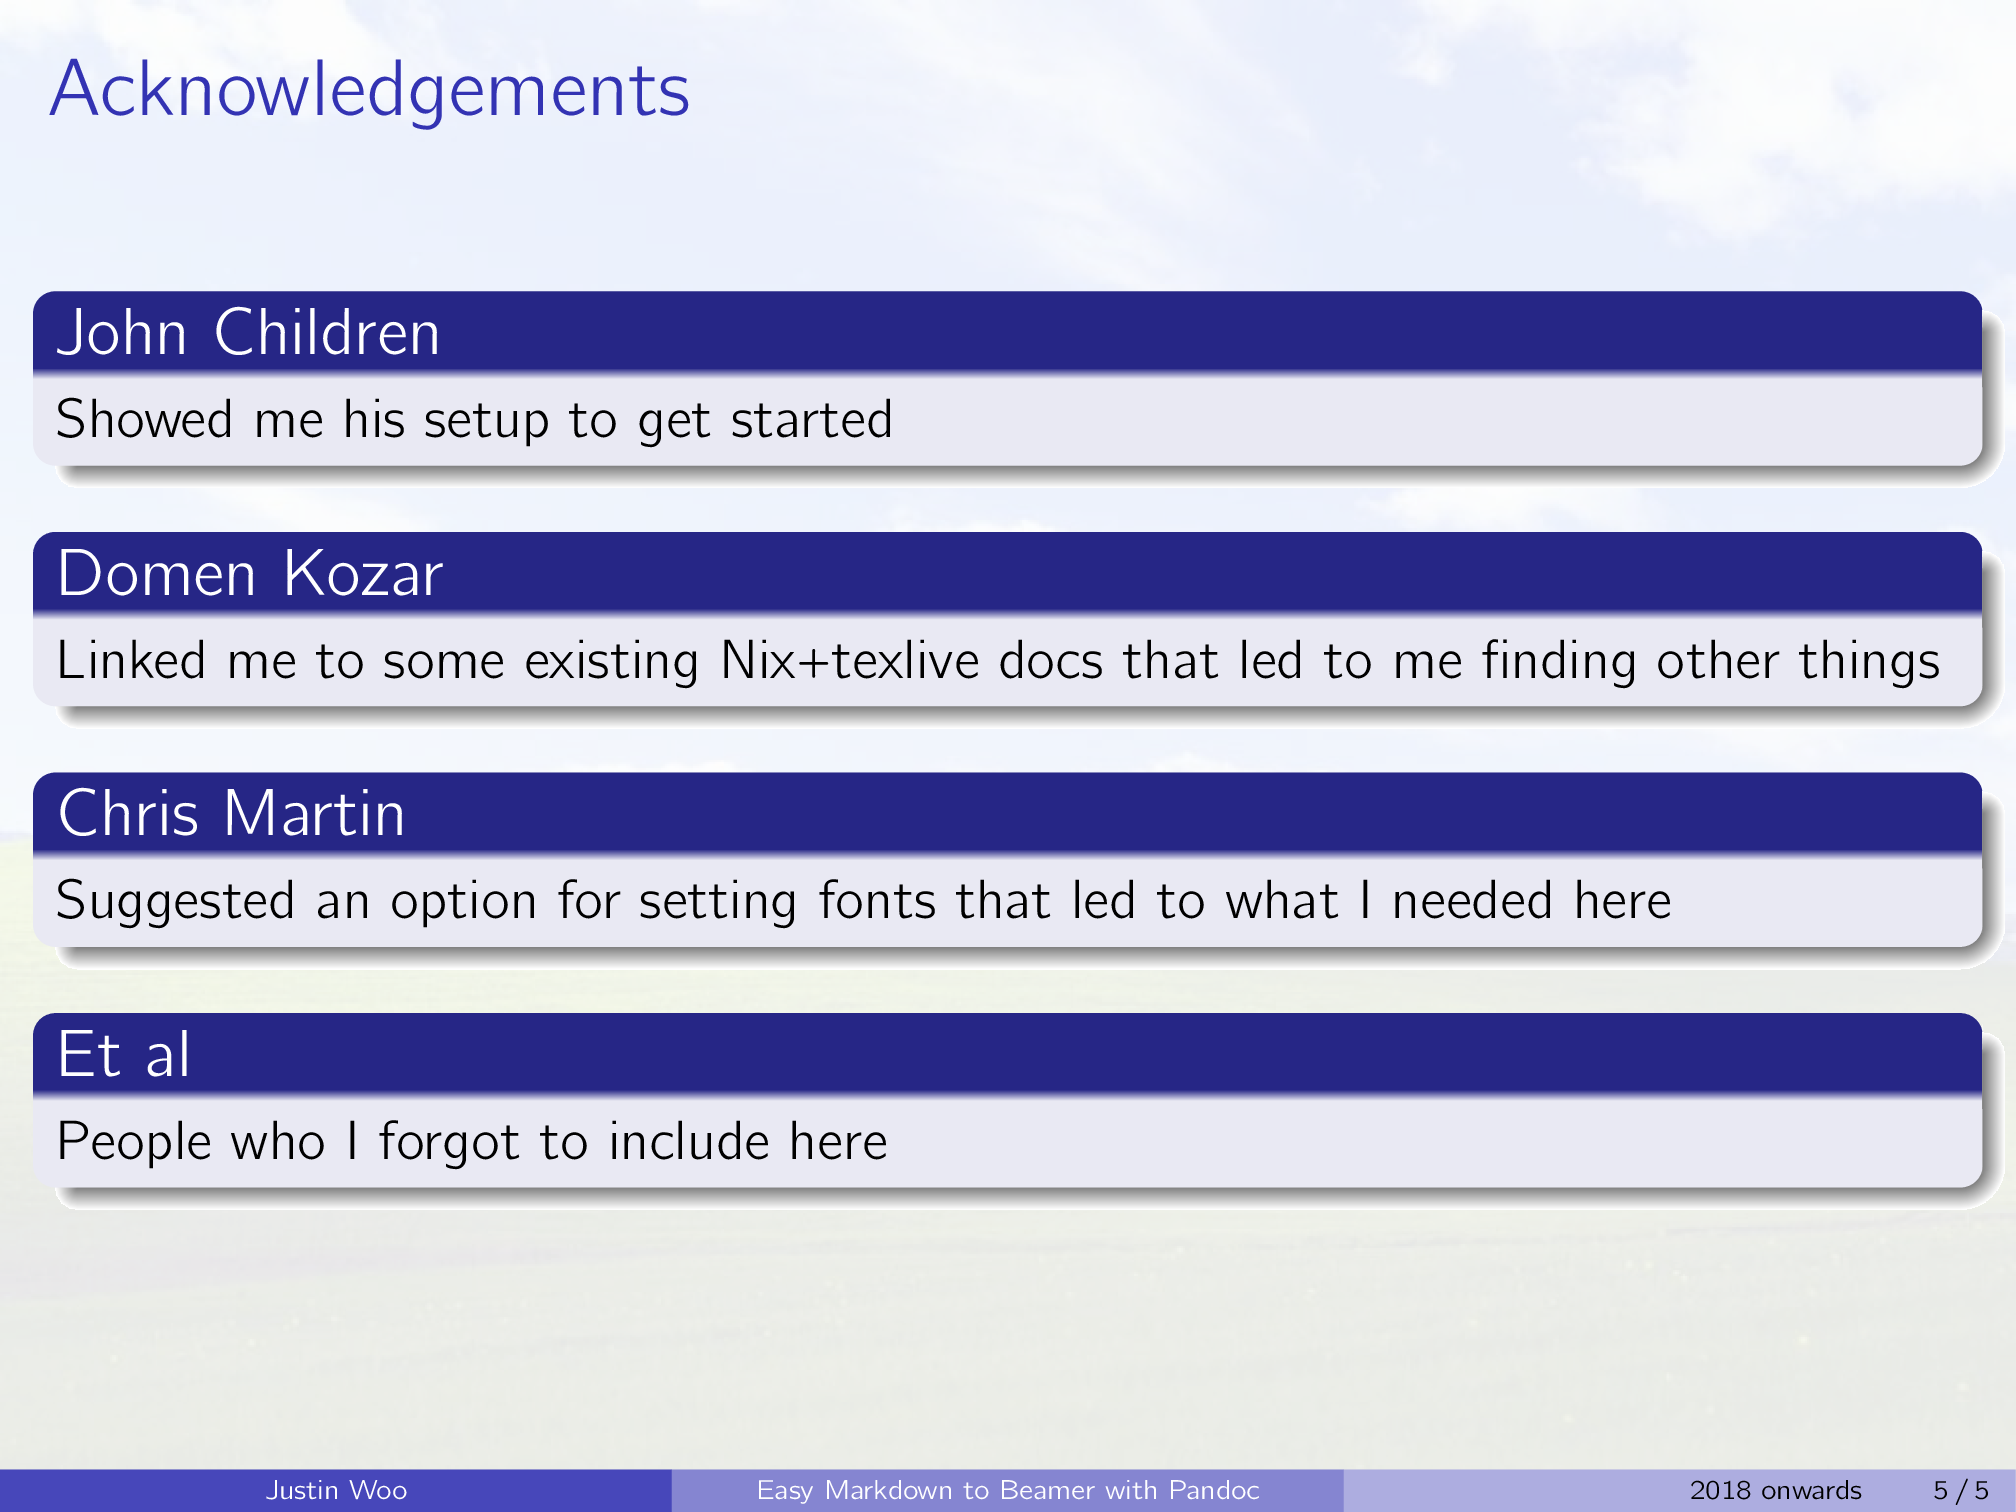 Acknowledgements
John Children
Showed me his setup to get started
Domen Kozar
Linked me to some existing Nix+texlive docs that led to me finding other things
Chris Martin
Suggested an option for setting fonts that led to what I needed here
Et al
People who I forgot to include here
Justin Woo Easy Markdown to Beamer with Pandoc 2018 onwards 5 / 5